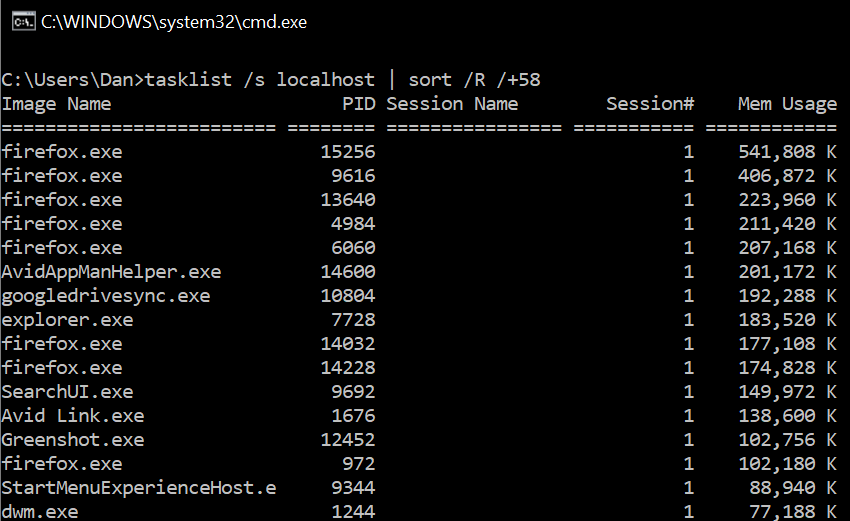 C:\WINDOWS\system32\cmd.exe
C:\Users\Dan>tasklist /s localhost | sort /R /+58
Image Name                     PID Session Name        Session#    Mem Usage
========================= ======== ================ =========== ============
firefox.exe                  15256                            1    541,808 K
firefox.exe                   9616                            1    406,872 K
firefox.exe                  13640                            1    223,960 K
firefox.exe                   4984                            1    211,420 K
firefox.exe                   6060                            1    207,168 K
AvidAppManHelper.exe         14600                            1    201,172 K
googledrivesync.exe          10804                            1    192,288 K
explorer.exe                  7728                            1    183,520 K
firefox.exe                  14032                            1    177,108 K
firefox.exe                  14228                            1    174,828 K
SearchUI.exe                  9692                            1    149,972 K
Avid Link.exe                 1676                            1    138,600 K
Greenshot.exe                12452                            1    102,756 K
firefox.exe                    972                            1    102,180 K
StartMenuExperienceHost.e     9344                            1     88,940 K
dwm.exe                       1244                            1     77,188 K